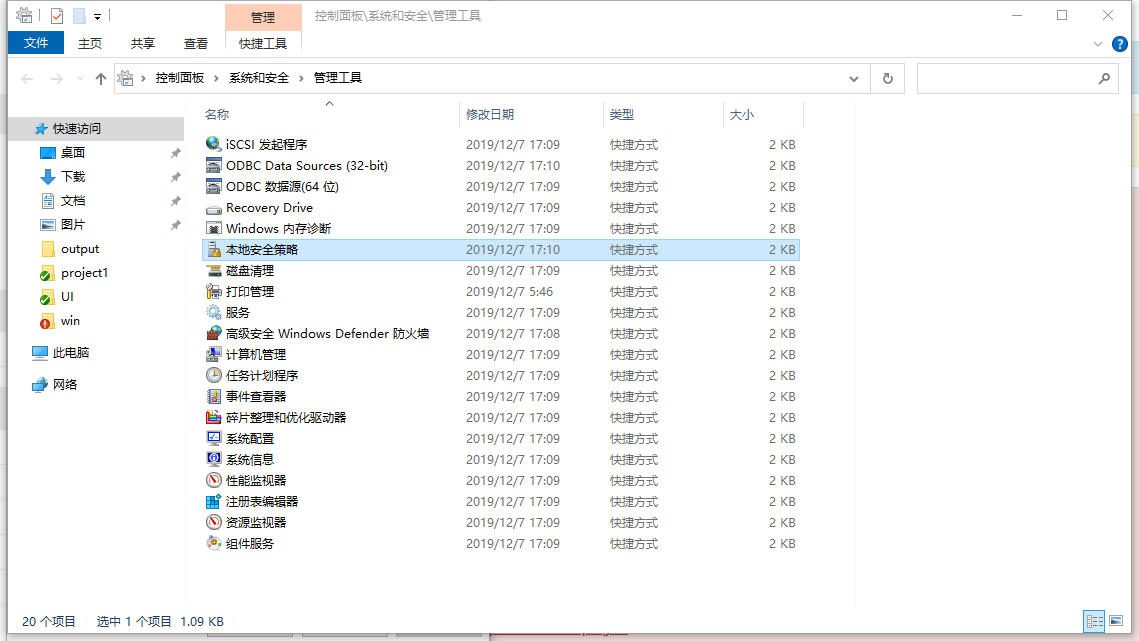 管理
控制面板\系统和安全\管理工具
文件 主页 共享 查看 快捷工具
控制面板 › 系统和安全 › 管理工具
名称 修改日期 类型 大小
快速访问
桌面
下载
文档
图片
output
project1
UI
win
此电脑
网络
iSCSI 发起程序 2019/12/7 17:09 快捷方式 2 KB
ODBC Data Sources (32-bit) 2019/12/7 17:10 快捷方式 2 KB
ODBC 数据源(64 位) 2019/12/7 17:09 快捷方式 2 KB
Recovery Drive 2019/12/7 17:09 快捷方式 2 KB
Windows 内存诊断 2019/12/7 17:09 快捷方式 2 KB
本地安全策略 2019/12/7 17:10 快捷方式 2 KB
磁盘清理 2019/12/7 17:09 快捷方式 2 KB
打印管理 2019/12/7 5:46 快捷方式 2 KB
服务 2019/12/7 17:09 快捷方式 2 KB
高级安全 Windows Defender 防火墙 2019/12/7 17:08 快捷方式 2 KB
计算机管理 2019/12/7 17:09 快捷方式 2 KB
任务计划程序 2019/12/7 17:09 快捷方式 2 KB
事件查看器 2019/12/7 17:09 快捷方式 2 KB
碎片整理和优化驱动器 2019/12/7 17:09 快捷方式 2 KB
系统配置 2019/12/7 17:09 快捷方式 2 KB
系统信息 2019/12/7 17:09 快捷方式 2 KB
性能监视器 2019/12/7 17:09 快捷方式 2 KB
注册表编辑器 2019/12/7 17:09 快捷方式 2 KB
资源监视器 2019/12/7 17:09 快捷方式 2 KB
组件服务 2019/12/7 17:09 快捷方式 2 KB
20 个项目 选中 1 个项目 1.09 KB